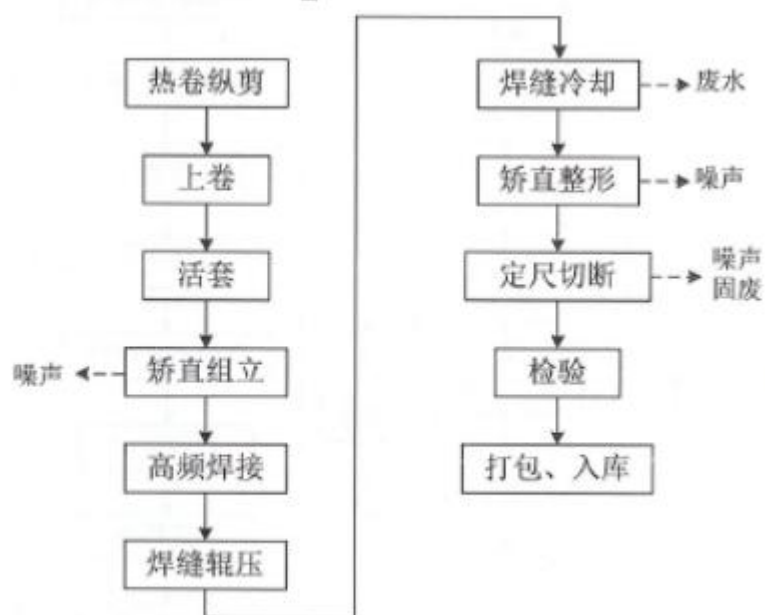 热卷纵剪
上卷
活套
矫直组立
噪声
高频焊接
焊缝辊压
焊缝冷却
废水
矫直整形
噪声
定尺切断
噪声
固废
检验
打包、入库